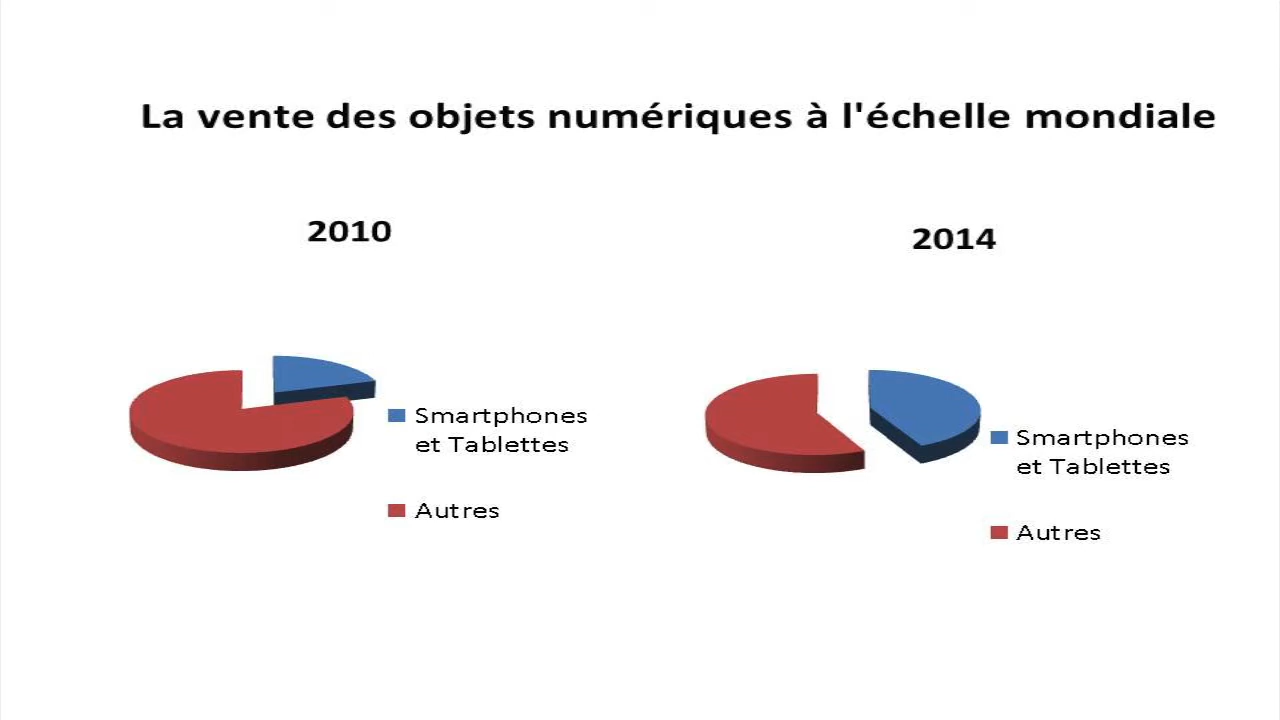 La vente des objets numériques à l'échelle mondiale
2010
Smartphones
et Tablettes
Autres
2014
Smartphones
et Tablettes
Autres